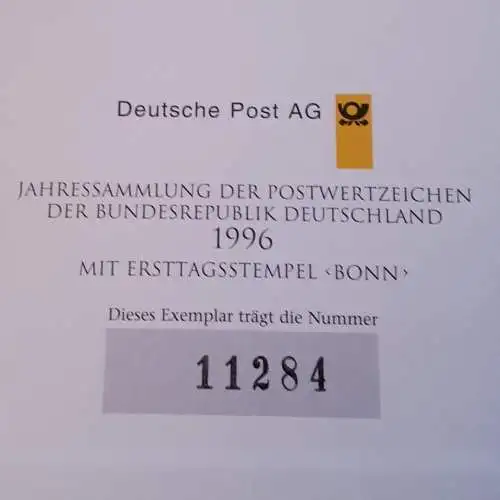 Deutsche Post AG
JAHRESSAMMLUNG DER POSTWERTZEICHEN
DER BUNDESREPUBLIK DEUTSCHLAND
1996
MIT ERSTTAGSSTEMPEL ‹BONN›
Dieses Exemplar trägt die Nummer
11284